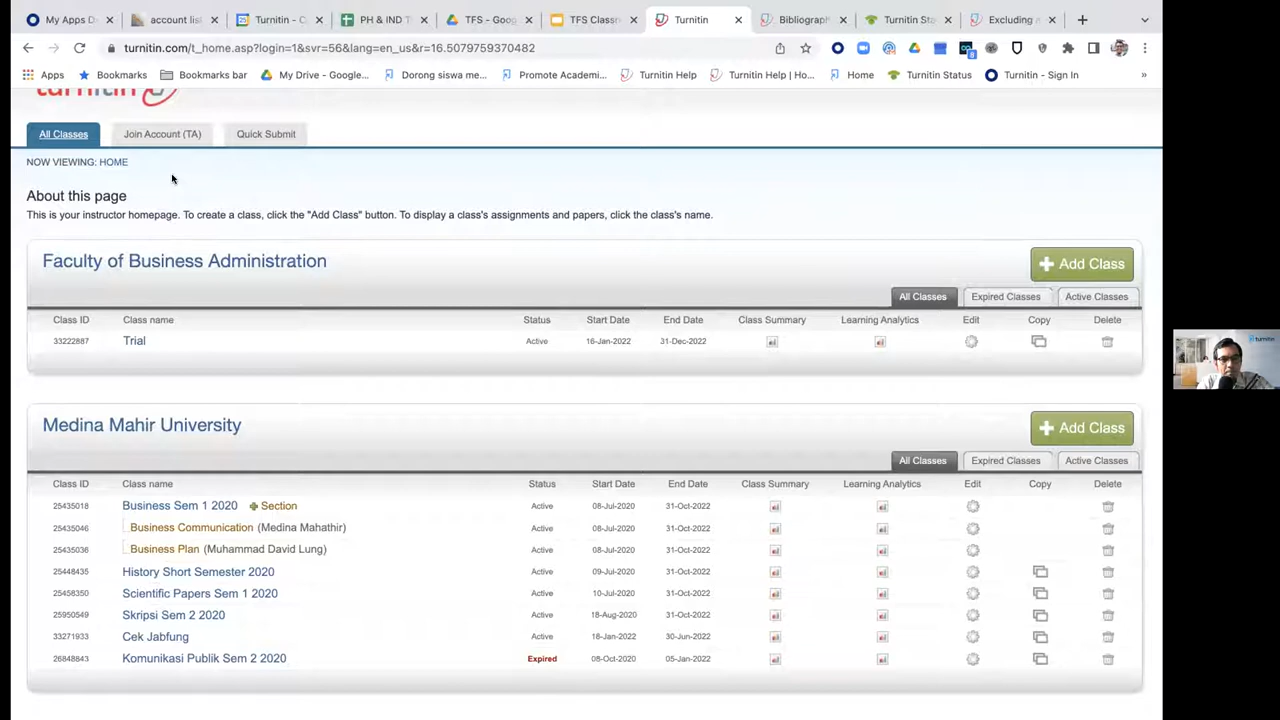 My Apps D
account lis
Turnitin - C
PH & IND T
TFS - Goo
TFS Classr
Turnitin
Bibliograph
Turnitin Sta
Excluding a
turnitin.com/t_home.asp?login=1&svr=56&lang=en_us&r=16.5079759370482
Apps
Bookmarks
Bookmarks bar
My Drive - Google...
Dorong siswa me...
Promote Academi...
Turnitin Help
Turnitin Help | Ho...
Home
Turnitin Status
Turnitin - Sign In
»
turnitin
All Classes
Join Account (TA)
Quick Submit
NOW VIEWING: HOME
About this page
This is your instructor homepage. To create a class, click the "Add Class" button. To display a class's assignments and papers, click the class's name.
Faculty of Business Administration
+ Add Class
All Classes Expired Classes Active Classes
Class ID Class name Status Start Date End Date Class Summary Learning Analytics Edit Copy Delete
33222887 Trial Active 16-Jan-2022 31-Dec-2022
Medina Mahir University
+ Add Class
All Classes Expired Classes Active Classes
Class ID Class name Status Start Date End Date Class Summary Learning Analytics Edit Copy Delete
25435018 Business Sem 1 2020 + Section Active 08-Jul-2020 31-Oct-2022
25435046 Business Communication (Medina Mahathir) Active 08-Jul-2020 31-Oct-2022
25435036 Business Plan (Muhammad David Lung) Active 08-Jul-2020 31-Oct-2022
25448435 History Short Semester 2020 Active 09-Jul-2020 31-Oct-2022
25458350 Scientific Papers Sem 1 2020 Active 10-Jul-2020 31-Oct-2022
25950549 Skripsi Sem 2 2020 Active 18-Aug-2020 31-Oct-2022
33271933 Cek Jabfung Active 18-Jan-2022 30-Jun-2022
26848843 Komunikasi Publik Sem 2 2020 Expired 08-Oct-2020 05-Jan-2022
turnitin